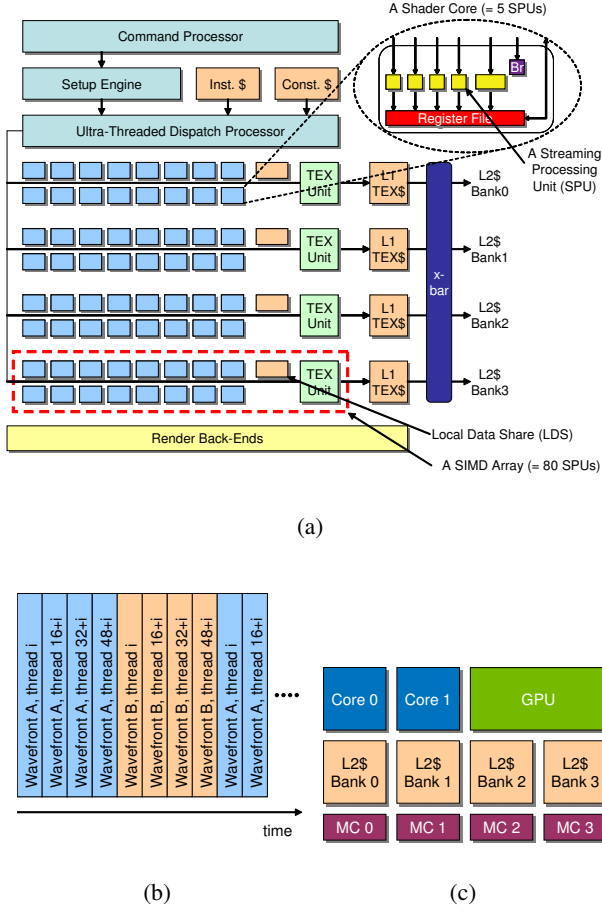 A Shader Core (= 5 SPUs)
Command Processor
Setup Engine
Inst. $
Const. $
Br
Register File
Ultra-Threaded Dispatch Processor
A Streaming
Processing
Unit (SPU)
TEX
Unit
L1
TEX$
L2$
Bank0
TEX
Unit
L1
TEX$
L2$
Bank1
x-
bar
TEX
Unit
L1
TEX$
L2$
Bank2
TEX
Unit
L1
TEX$
L2$
Bank3
Local Data Share (LDS)
Render Back-Ends
A SIMD Array (= 80 SPUs)
(a)
Wavefront A, thread i
Wavefront A, thread 16+i
Wavefront A, thread 32+i
Wavefront A, thread 48+i
Wavefront B, thread i
Wavefront B, thread 16+i
Wavefront B, thread 32+i
Wavefront B, thread 48+i
Wavefront A, thread i
Wavefront A, thread 16+i
....
time
(b)
Core 0
Core 1
GPU
L2$
Bank 0
L2$
Bank 1
L2$
Bank 2
L2$
Bank 3
MC 0
MC 1
MC 2
MC 3
(c)